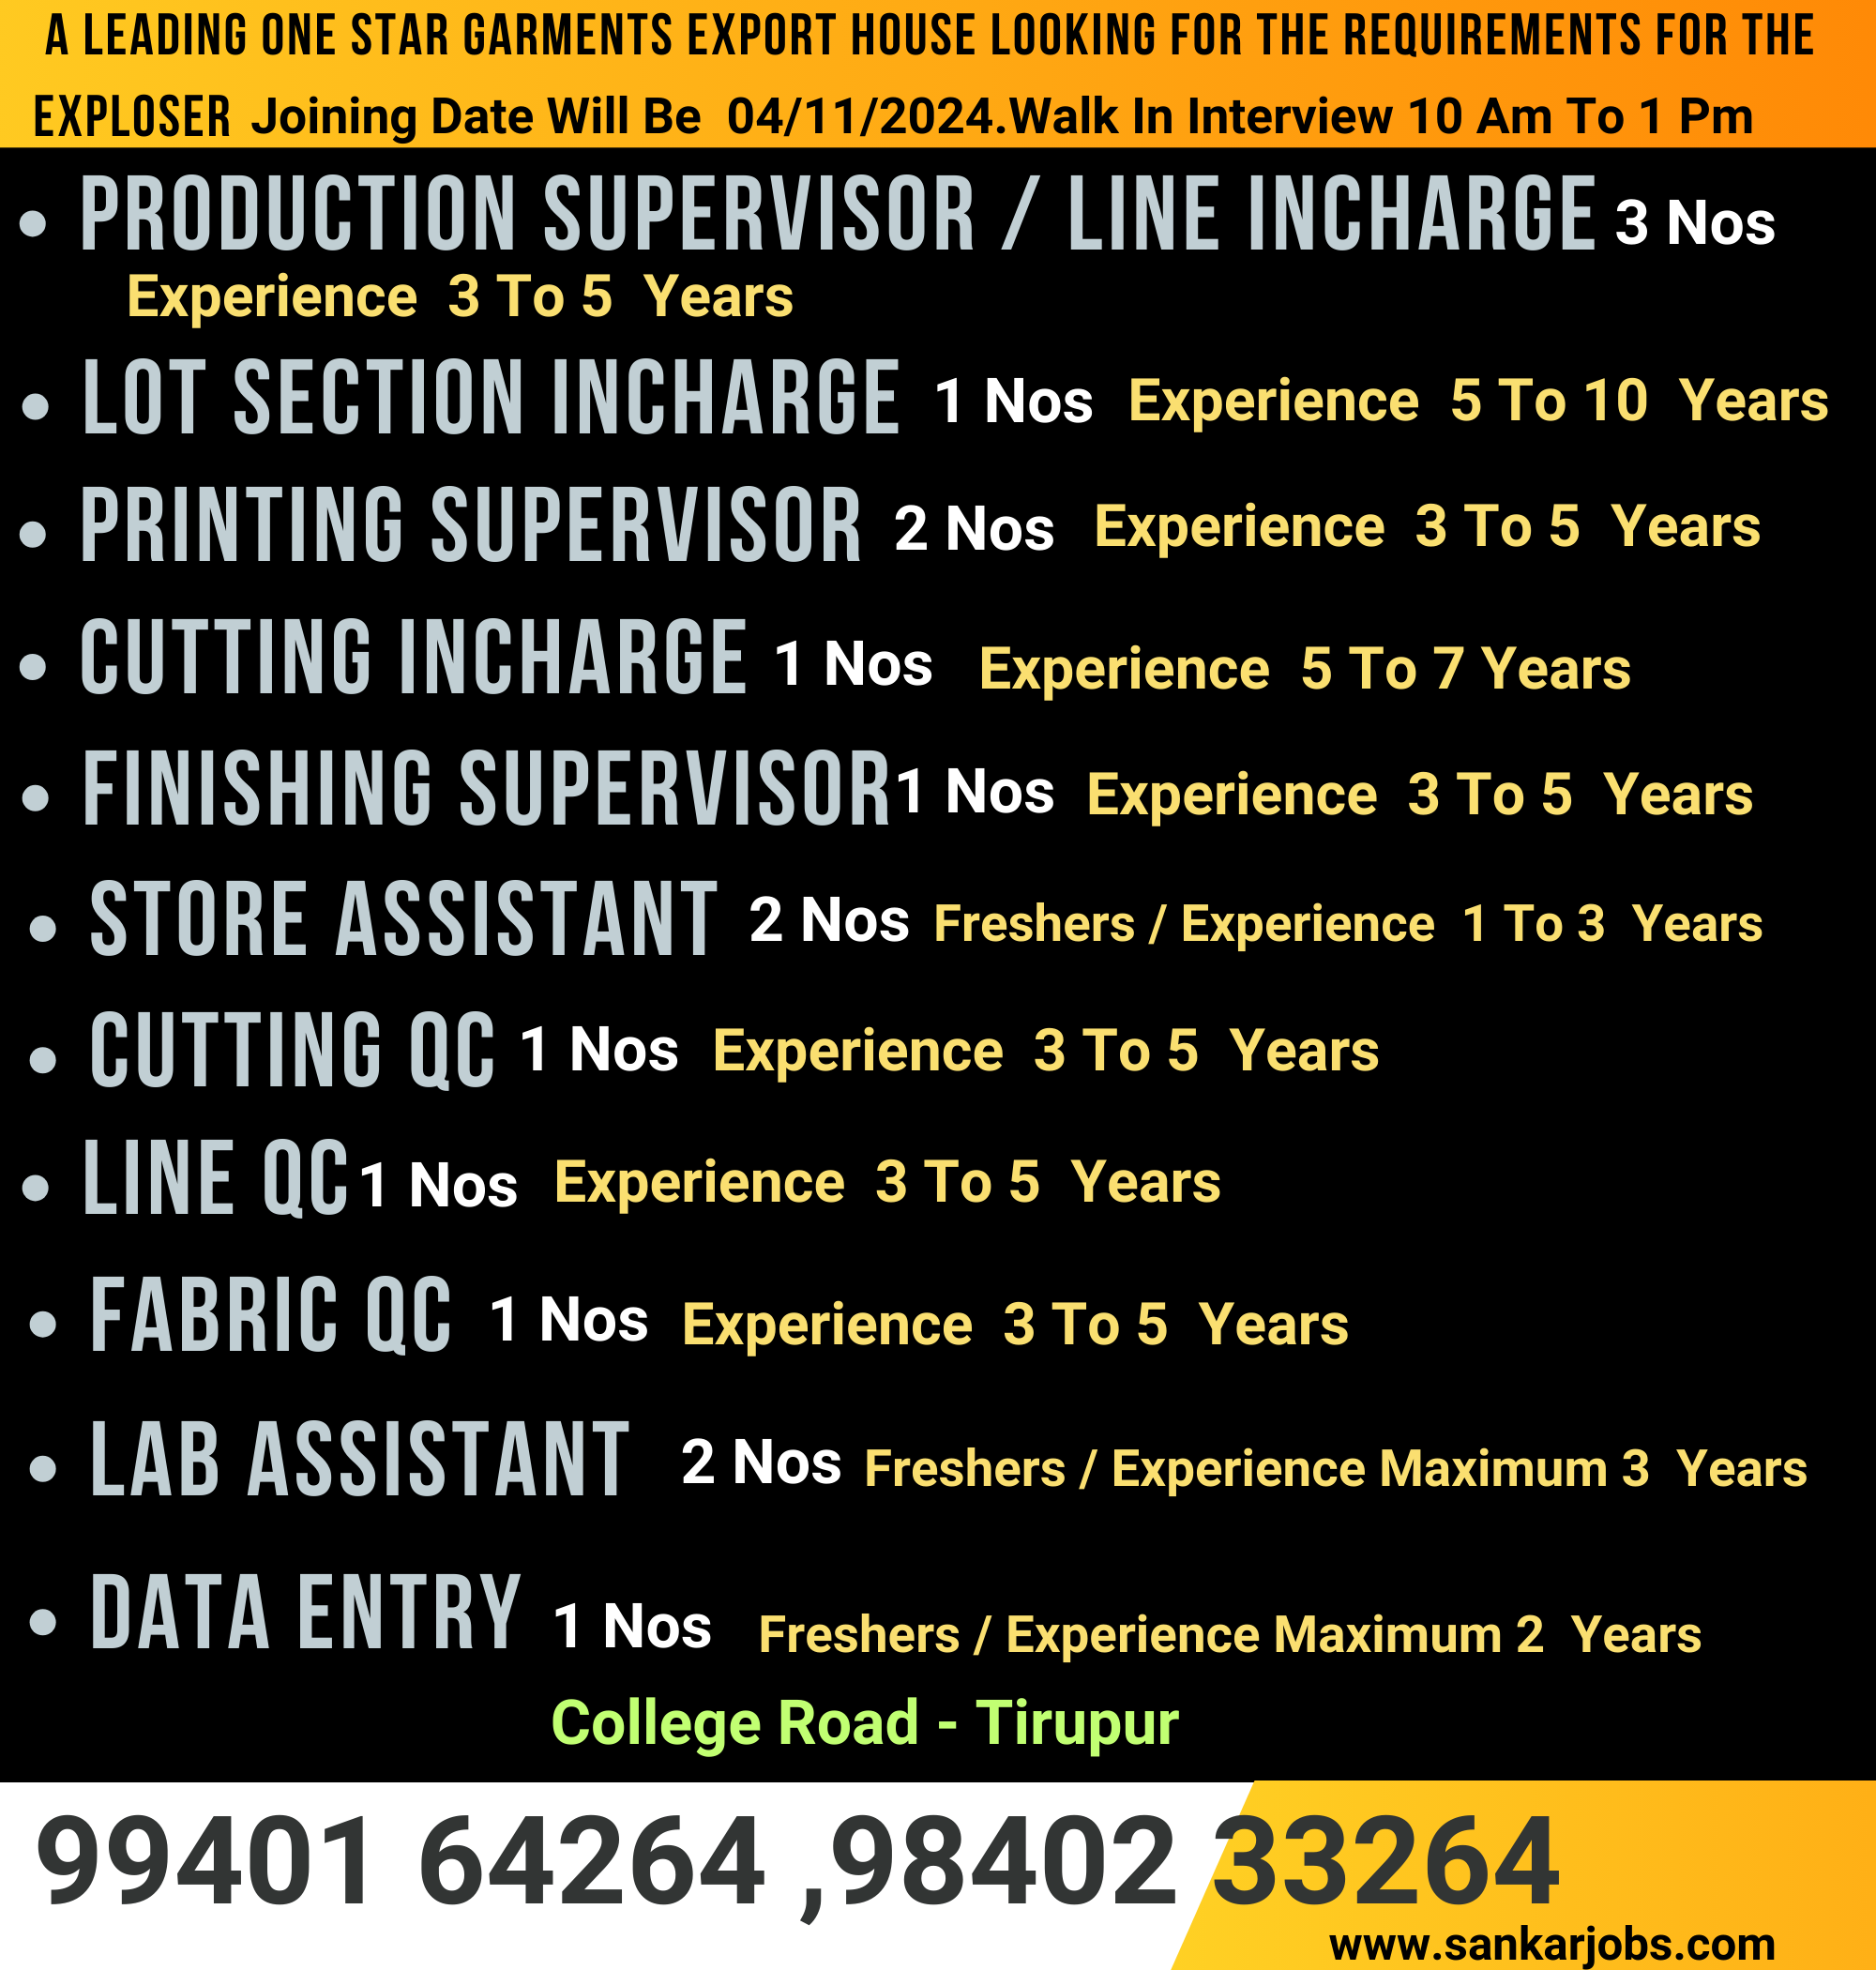 A LEADING ONE STAR GARMENTS EXPORT HOUSE LOOKING FOR THE REQUIREMENTS FOR THE
EXPLOSER Joining Date Will Be 04/11/2024.Walk In Interview 10 Am To 1 Pm
• PRODUCTION SUPERVISOR / LINE INCHARGE 3 Nos
Experience 3 To 5 Years
• LOT SECTION INCHARGE 1 Nos Experience 5 To 10 Years
• PRINTING SUPERVISOR 2 Nos Experience 3 To 5 Years
• CUTTING INCHARGE 1 Nos Experience 5 To 7 Years
• FINISHING SUPERVISOR 1 Nos Experience 3 To 5 Years
• STORE ASSISTANT 2 Nos Freshers / Experience 1 To 3 Years
• CUTTING QC 1 Nos Experience 3 To 5 Years
• LINE QC 1 Nos Experience 3 To 5 Years
• FABRIC QC 1 Nos Experience 3 To 5 Years
• LAB ASSISTANT 2 Nos Freshers / Experience Maximum 3 Years
• DATA ENTRY 1 Nos Freshers / Experience Maximum 2 Years
College Road - Tirupur
99401 64264 ,98402 33264
www.sankarjobs.com